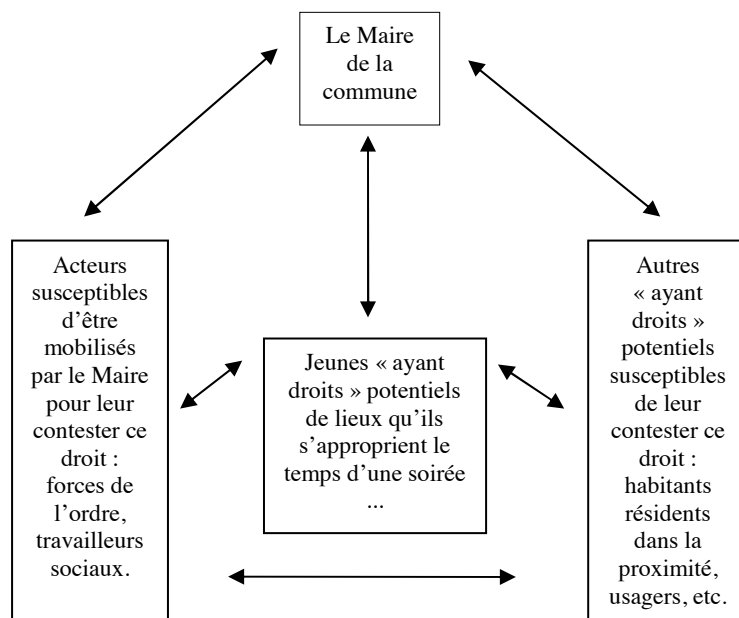 Le Maire
de la
commune
Acteurs
susceptibles
d'être
mobilisés
par le Maire
pour leur
contester ce
droit :
forces de
l'ordre,
travailleurs
sociaux.
Jeunes « ayant
droits » potentiels
de lieux qu'ils
s'approprient le
temps d'une soirée
...
Autres
« ayant
droits »
potentiels
susceptibles
de leur
contester ce
droit :
habitants
résidents
dans la
proximité,
usagers, etc.